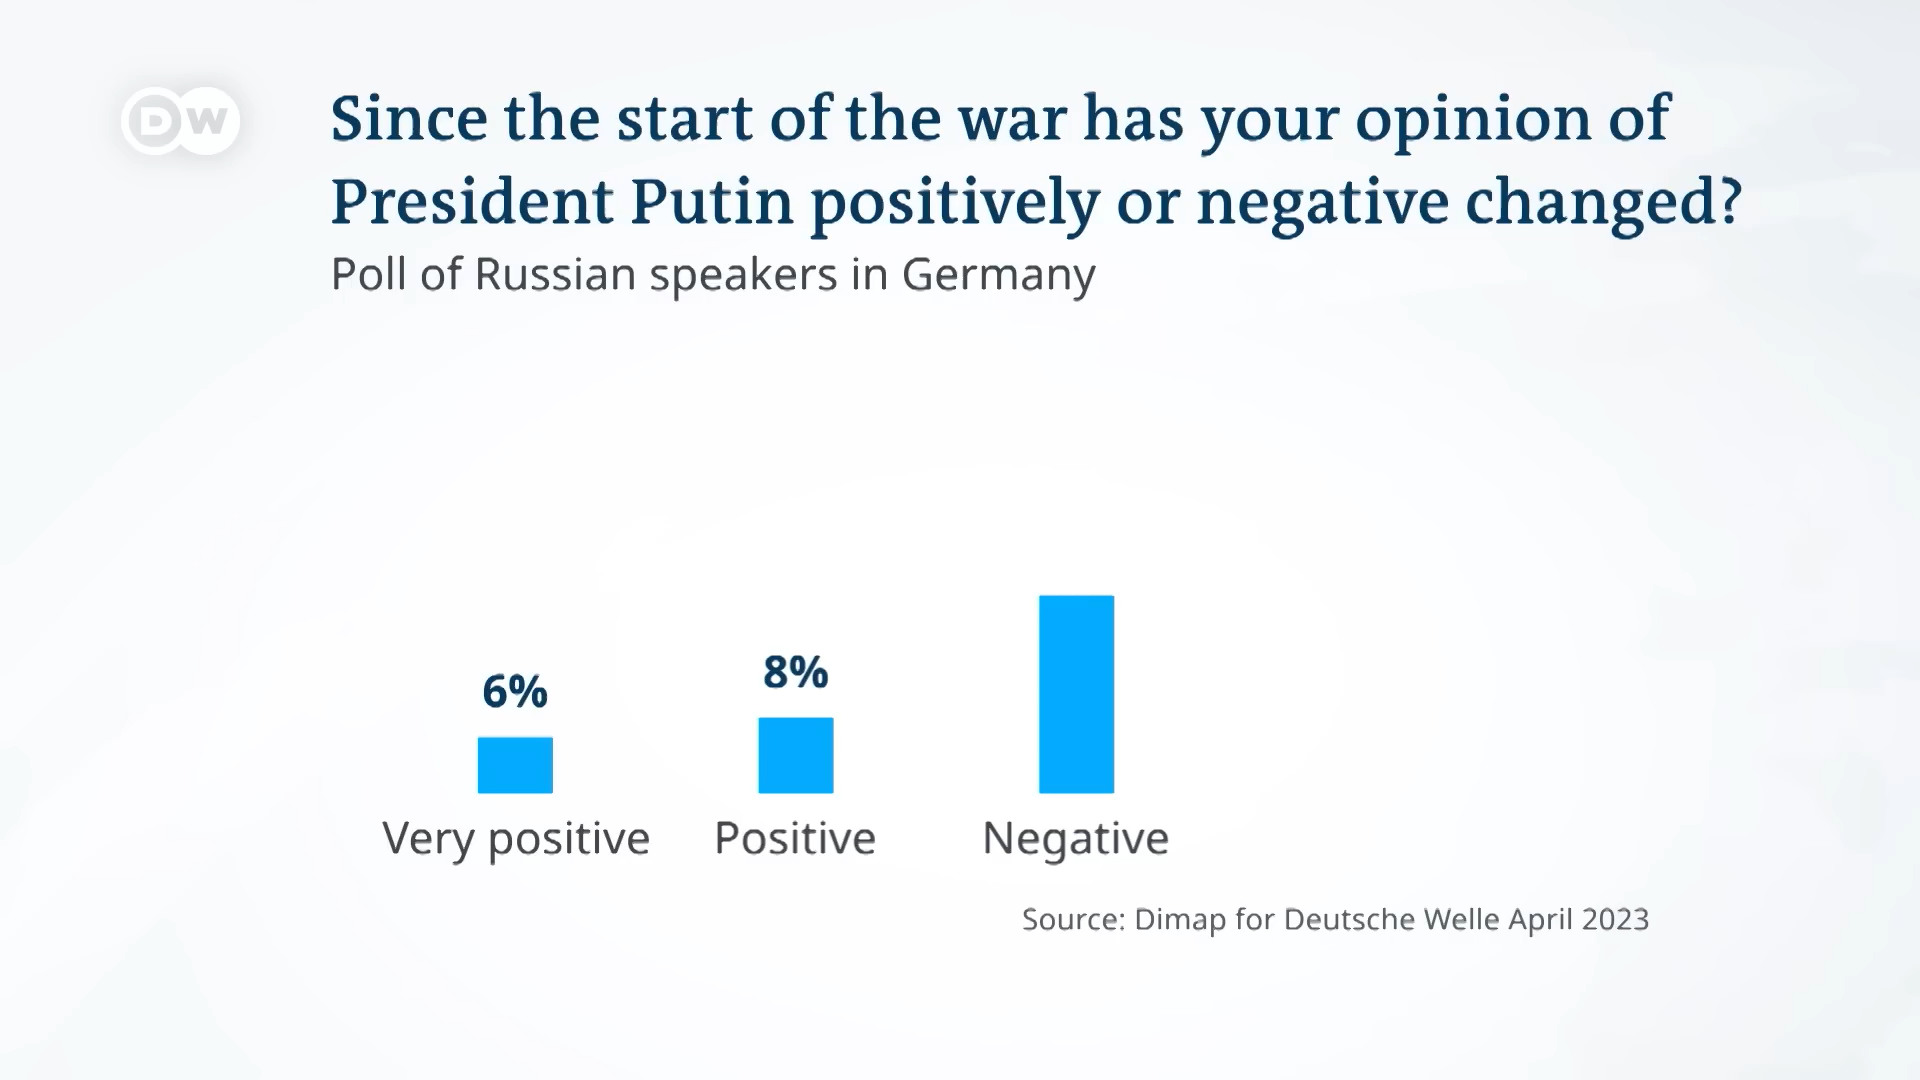 DW
Since the start of the war has your opinion of
President Putin positively or negative changed?
Poll of Russian speakers in Germany
6%
8%
Very positive
Positive
Negative
Source: Dimap for Deutsche Welle April 2023